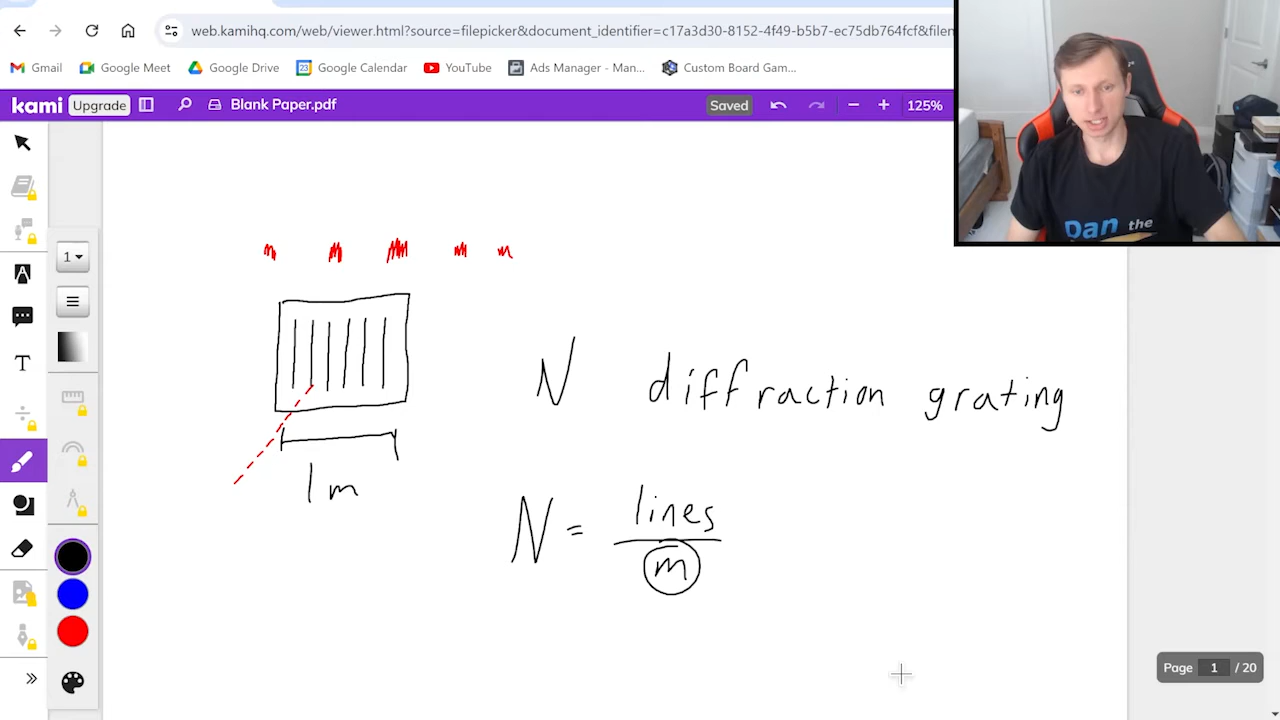 web.kamihq.com/web/viewer.html?source=filepicker&document_identifier=c17a3d30-8152-4f49-b5b7-ec75db764fcf&filen
Gmail Google Meet Google Drive 23 Google Calendar YouTube Ads Manager - Man... Custom Board Gam...
kami Upgrade Blank Paper.pdf Saved 125%
Dan the
1
N diffraction grating
1m
N = lines
m
Page 1 / 20